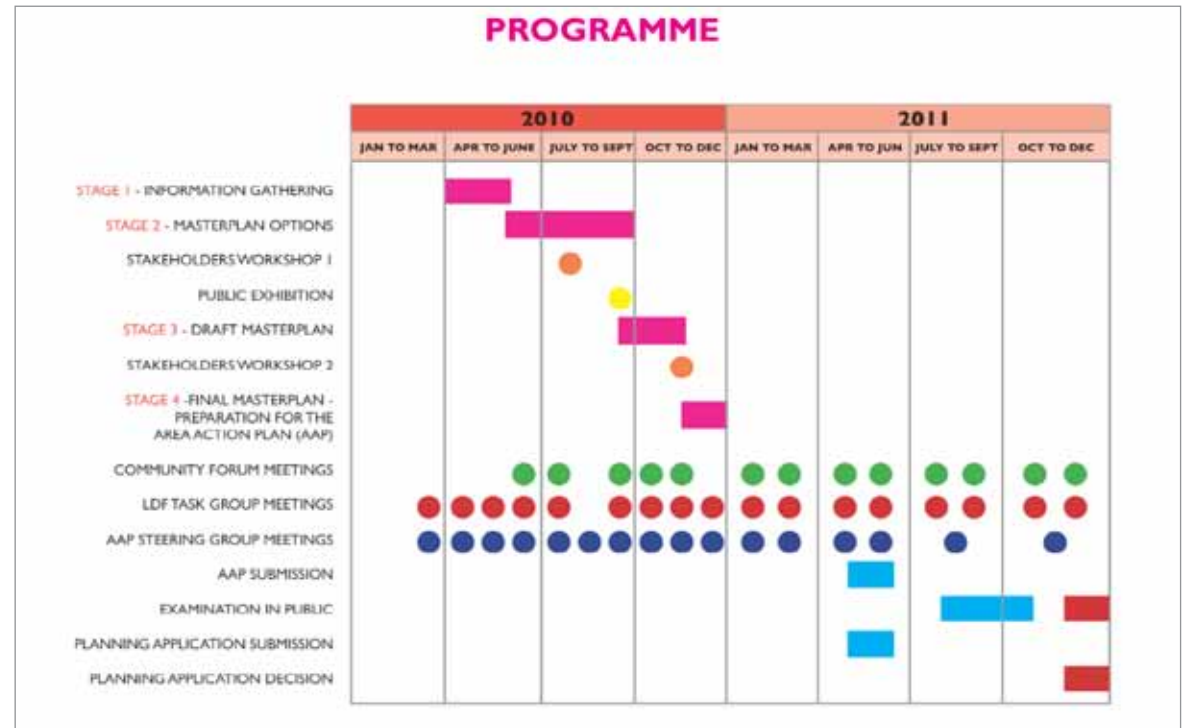 PROGRAMME
2010 2011
JAN TO MAR APR TO JUNE JULY TO SEPT OCT TO DEC JAN TO MAR APR TO JUN JULY TO SEPT OCT TO DEC
STAGE 1 - INFORMATION GATHERING
STAGE 2 - MASTERPLAN OPTIONS
STAKEHOLDERS WORKSHOP 1
PUBLIC EXHIBITION
STAGE 3 - DRAFT MASTERPLAN
STAKEHOLDERS WORKSHOP 2
STAGE 4 -FINAL MASTERPLAN -
PREPARATION FOR THE
AREA ACTION PLAN (AAP)
COMMUNITY FORUM MEETINGS
LDF TASK GROUP MEETINGS
AAP STEERING GROUP MEETINGS
AAP SUBMISSION
EXAMINATION IN PUBLIC
PLANNING APPLICATION SUBMISSION
PLANNING APPLICATION DECISION